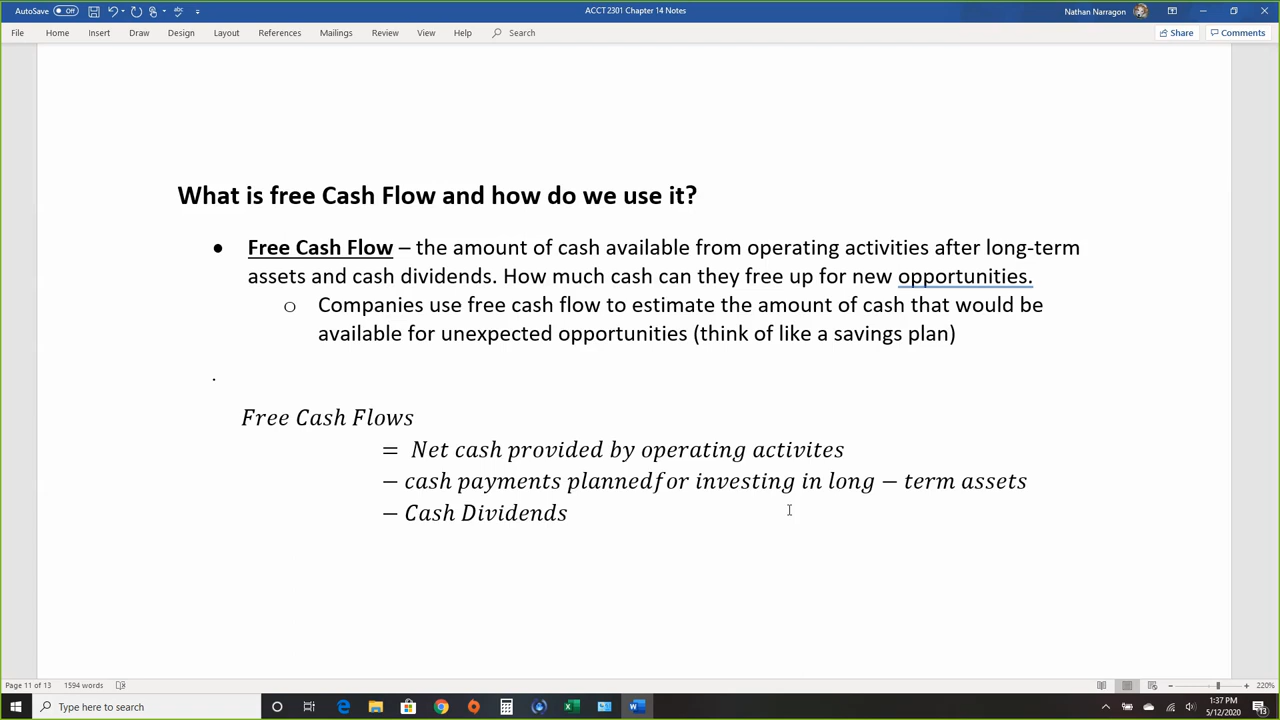 AutoSave Off
ACCT 2301 Chapter 14 Notes
Nathan Narragon
File Home Insert Draw Design Layout References Mailings Review View Help Search Share Comments
What is free Cash Flow and how do we use it?
• Free Cash Flow – the amount of cash available from operating activities after long-term
assets and cash dividends. How much cash can they free up for new opportunities.
o Companies use free cash flow to estimate the amount of cash that would be
available for unexpected opportunities (think of like a savings plan)
.
Free Cash Flows
= Net cash provided by operating activites
− cash payments plannedfor investing in long − term assets
− Cash Dividends
Page 11 of 13 1594 words 220%
Type here to search
1:37 PM
5/12/2020
13